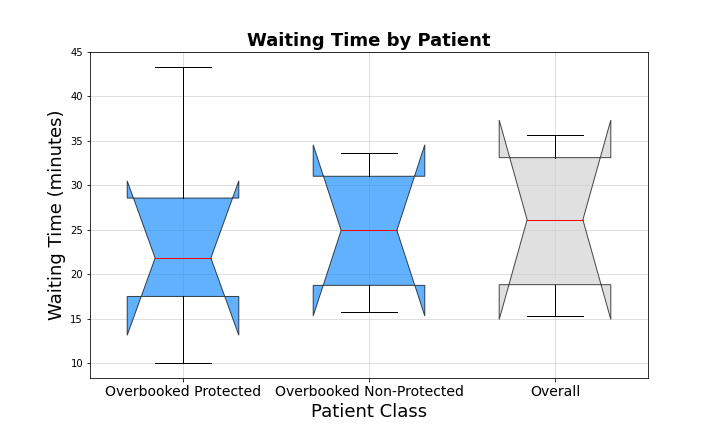 Waiting Time by Patient
Waiting Time (minutes)
45
40
35
30
25
20
15
10
Overbooked Protected
Overbooked Non-Protected
Overall
Patient Class